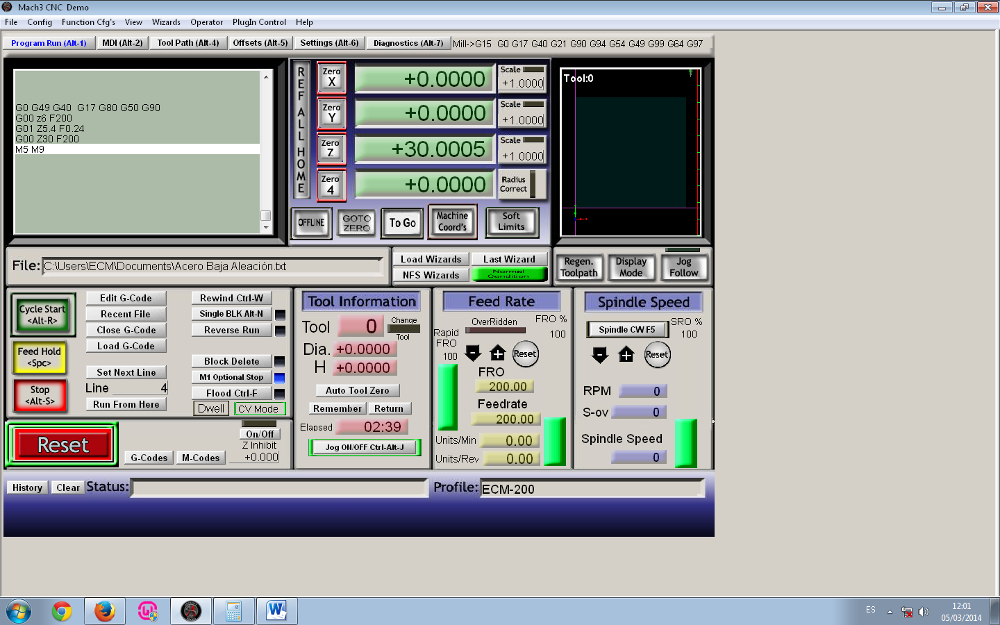 Mach3 CNC  Demo
File Config Function Cfg's View Wizards Operator PlugIn Control Help
Program Run (Alt-1) MDI (Alt-2) Tool Path (Alt-4) Offsets (Alt-5) Settings (Alt-6) Diagnostics (Alt-7) Mill->G15  G0 G17 G40 G21 G90 G94 G54 G49 G99 G64 G97
G0 G49 G40  G17 G80 G50 G90
G00 z6 F200
G01 Z5.4 F0.24
G00 Z30 F200
M5 M9
REF ALL HOME
Zero X +0.0000 Scale +1.0000
Zero Y +0.0000 Scale +1.0000
Zero Z +30.0005 Scale +1.0000
Zero 4 +0.0000 Radius Correct
OFFLINE GOTO ZERO To Go Machine Coord's Soft Limits
Tool:0
File: C:\Users\ECM\Documents\Acero Baja Aleación.txt
Load Wizards Last Wizard
NFS Wizards Normal Condition
Regen. Toolpath Display Mode Jog Follow
Cycle Start <Alt-R>
Feed Hold <Spc>
Stop <Alt-S>
Edit G-Code
Recent File
Close G-Code
Load G-Code
Set Next Line
Line 4
Run From Here
Rewind Ctrl-W
Single BLK Alt-N
Reverse Run
Block Delete
M1 Optional Stop
Flood Ctrl-F
Dwell CV Mode
Reset
G-Codes M-Codes
On/Off
Z Inhibit
+0.000
Tool Information
Tool 0 Change Tool
Dia. +0.0000
H +0.0000
Auto Tool Zero
Remember Return
Elapsed 02:39
Jog ON/OFF Ctrl-Alt-J
Feed Rate
OverRidden FRO %
100
Rapid FRO
100
Reset
FRO
200.00
Feedrate
200.00
Units/Min 0.00
Units/Rev 0.00
Spindle Speed
Spindle CW F5 SRO %
100
Reset
RPM 0
S-ov 0
Spindle Speed
0
History Clear Status: Profile: ECM-200
ES 12:01
05/03/2014